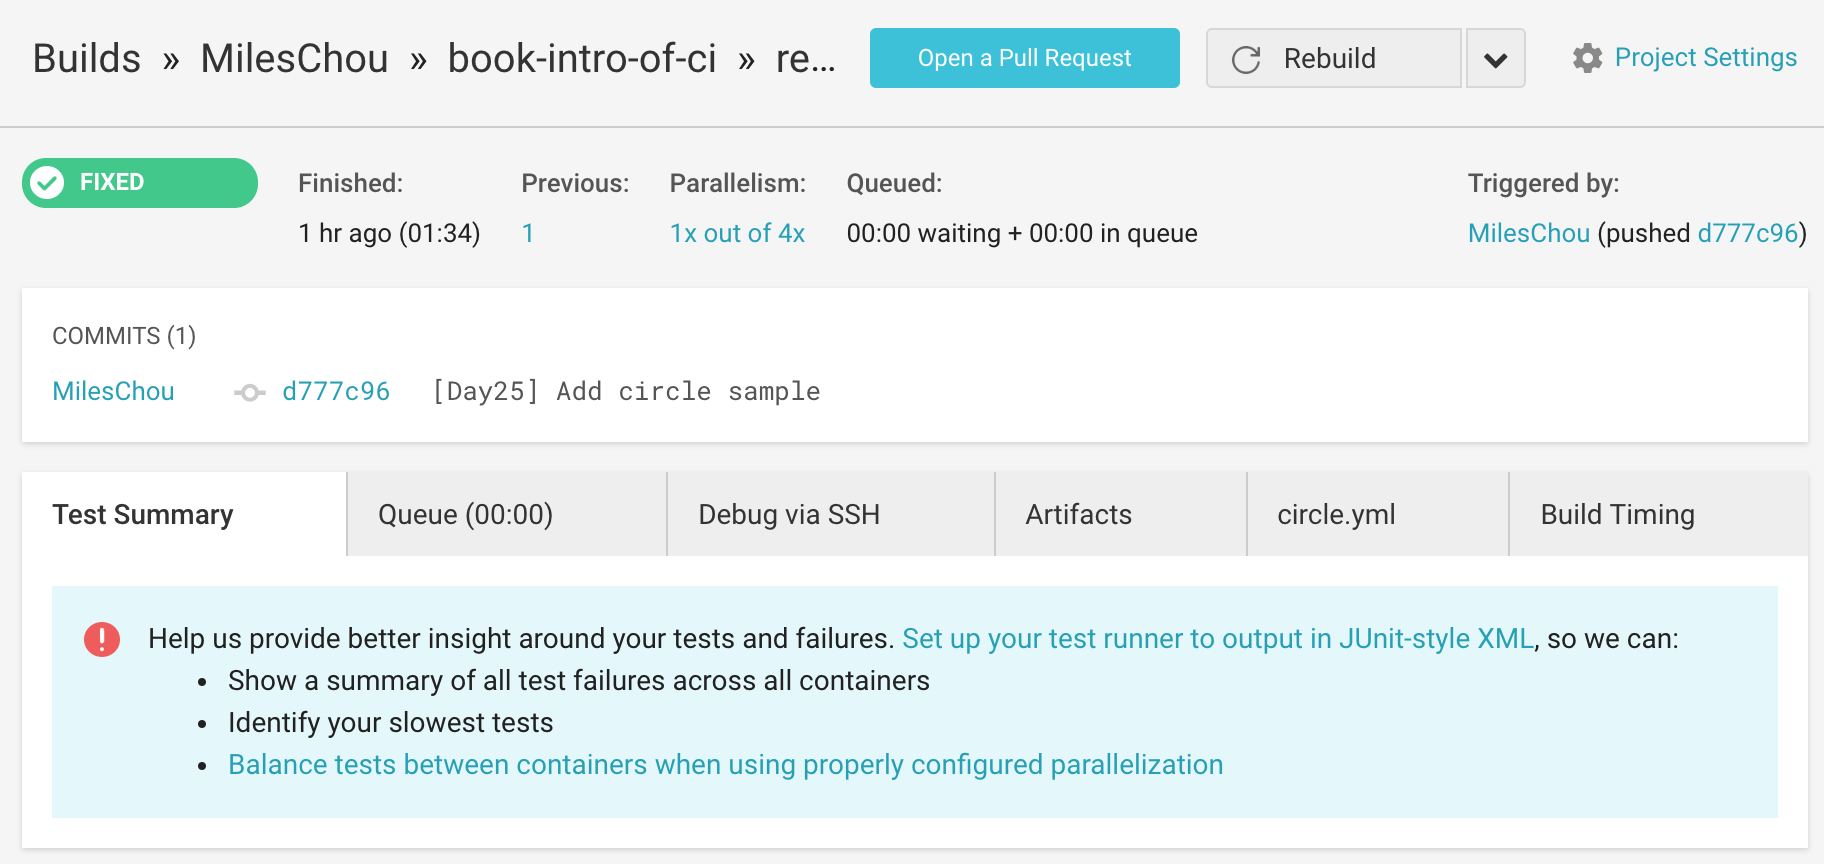 Builds » MilesChou » book-intro-of-ci » re...
Open a Pull Request
Rebuild
Project Settings
FIXED
Finished:
1 hr ago (01:34)
Previous:
1
Parallelism:
1x out of 4x
Queued:
00:00 waiting + 00:00 in queue
Triggered by:
MilesChou (pushed d777c96)
COMMITS (1)
MilesChou d777c96 [Day25] Add circle sample
Test Summary
Queue (00:00)
Debug via SSH
Artifacts
circle.yml
Build Timing
Help us provide better insight around your tests and failures. Set up your test runner to output in JUnit-style XML, so we can:
• Show a summary of all test failures across all containers
• Identify your slowest tests
• Balance tests between containers when using properly configured parallelization